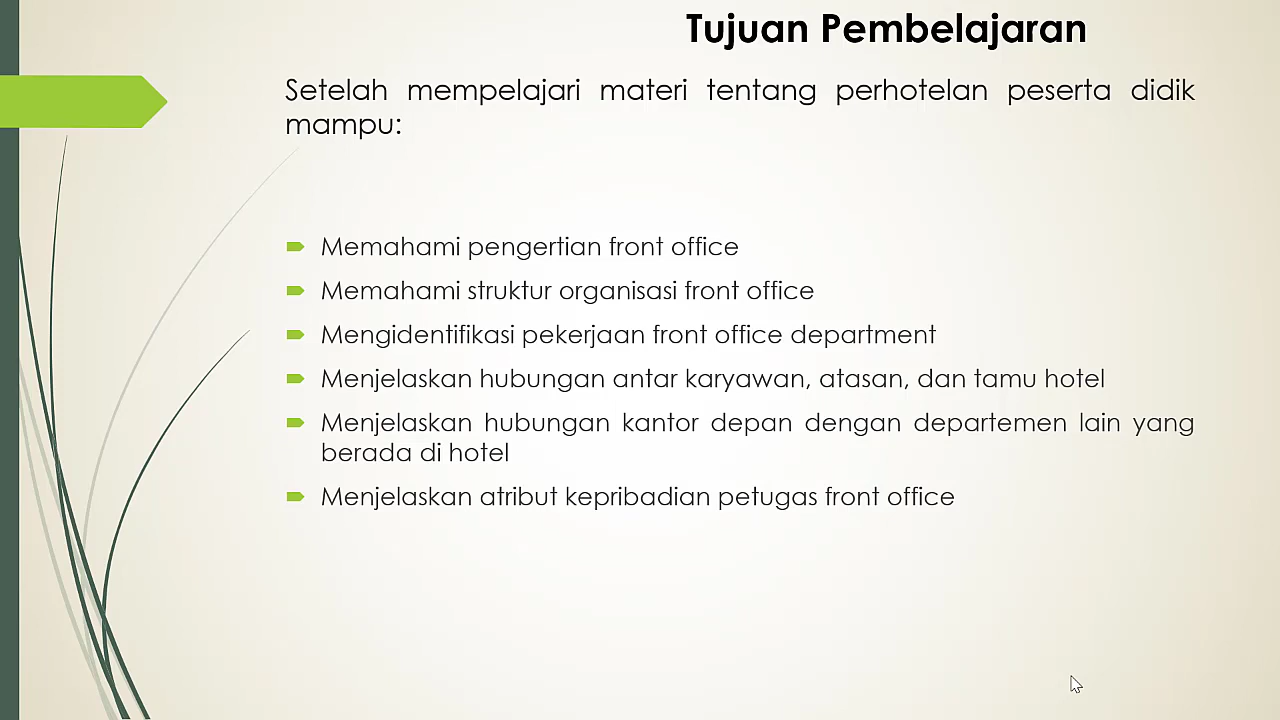 Tujuan Pembelajaran
Setelah mempelajari materi tentang perhotelan peserta didik
mampu:
Memahami pengertian front office
Memahami struktur organisasi front office
Mengidentifikasi pekerjaan front office department
Menjelaskan hubungan antar karyawan, atasan, dan tamu hotel
Menjelaskan hubungan kantor depan dengan departemen lain yang
berada di hotel
Menjelaskan atribut kepribadian petugas front office